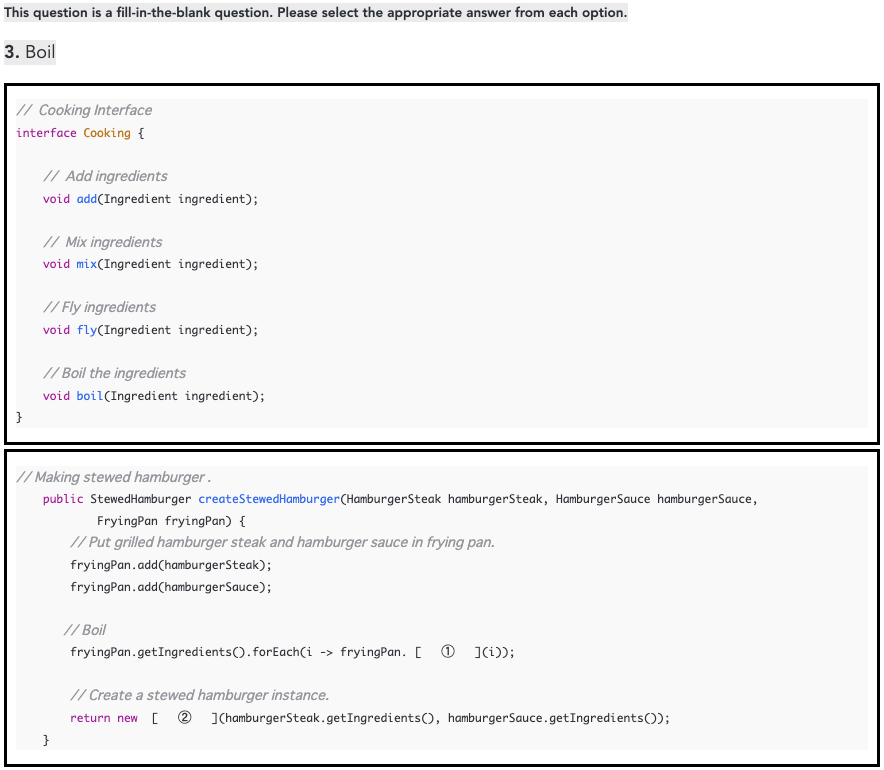 This question is a fill-in-the-blank question. Please select the appropriate answer from each option.
3. Boil
// Cooking Interface
interface Cooking {
// Add ingredients
void add(Ingredient ingredient);
// Mix ingredients
void mix(Ingredient ingredient);
// Fly ingredients
void fly(Ingredient ingredient);
// Boil the ingredients
void boil(Ingredient ingredient);
}
// Making stewed hamburger .
public StewedHamburger createStewedHamburger(HamburgerSteak hamburgerSteak, HamburgerSauce hamburgerSauce,
FryingPan fryingPan) {
// Put grilled hamburger steak and hamburger sauce in frying pan.
fryingPan.add(hamburgerSteak);
fryingPan.add(hamburgerSauce);
// Boil
fryingPan.getIngredients().forEach(i -> fryingPan. [ ① ](i));
// Create a stewed hamburger instance.
return new [ ② ](hamburgerSteak.getIngredients(), hamburgerSauce.getIngredients());
}